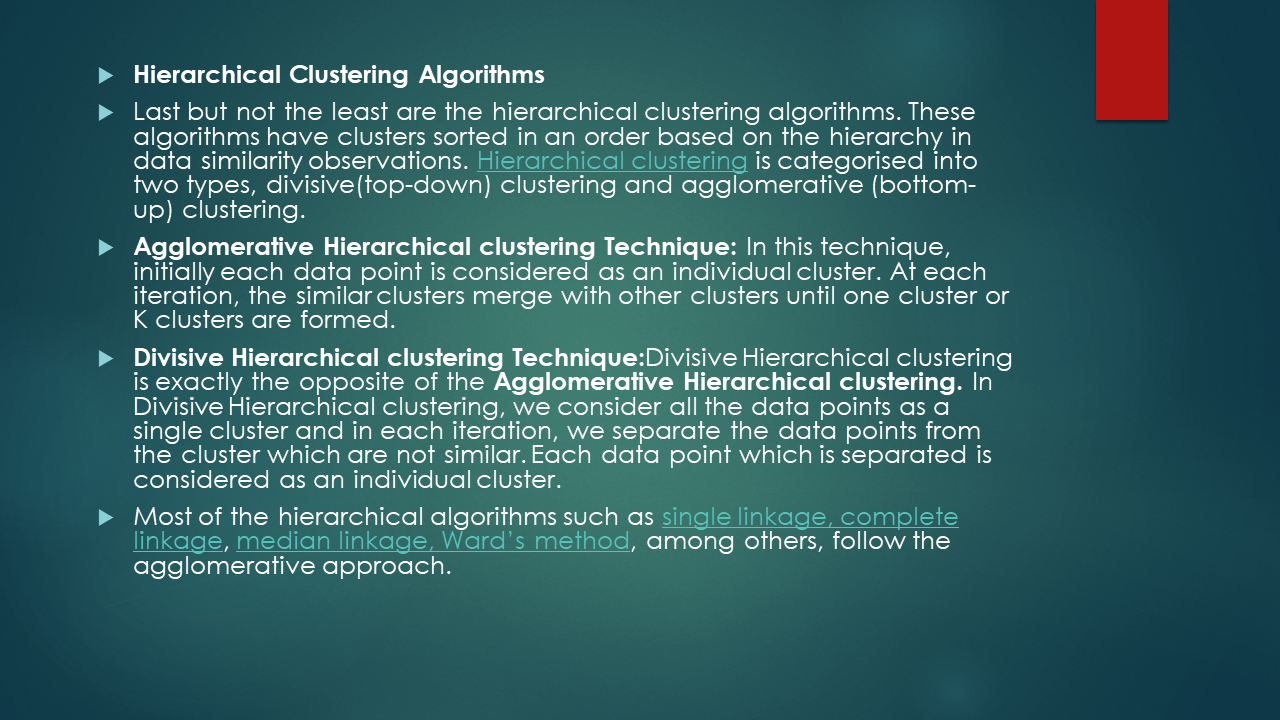 Hierarchical Clustering Algorithms
Last but not the least are the hierarchical clustering algorithms. These
algorithms have clusters sorted in an order based on the hierarchy in
data similarity observations. Hierarchical clustering is categorised into
two types, divisive(top-down) clustering and agglomerative (bottom-
up) clustering.
Agglomerative Hierarchical clustering Technique: In this technique,
initially each data point is considered as an individual cluster. At each
iteration, the similar clusters merge with other clusters until one cluster or
K clusters are formed.
Divisive Hierarchical clustering Technique:Divisive Hierarchical clustering
is exactly the opposite of the Agglomerative Hierarchical clustering. In
Divisive Hierarchical clustering, we consider all the data points as a
single cluster and in each iteration, we separate the data points from
the cluster which are not similar. Each data point which is separated is
considered as an individual cluster.
Most of the hierarchical algorithms such as single linkage, complete
linkage, median linkage, Ward’s method, among others, follow the
agglomerative approach.